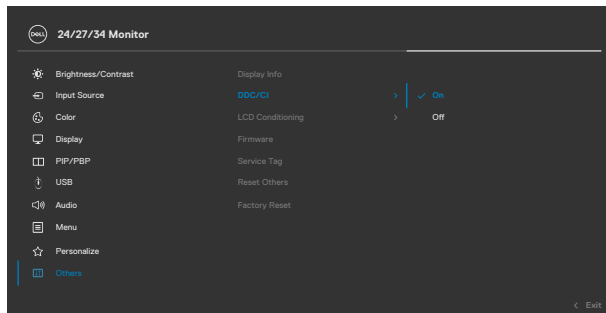 DELL 24/27/34 Monitor
Brightness/Contrast Display Info
Input Source DDC/CI > On
Color LCD Conditioning > Off
Display Firmware
PIP/PBP Service Tag
USB Reset Others
Audio Factory Reset
Menu
Personalize
Others
< Exit